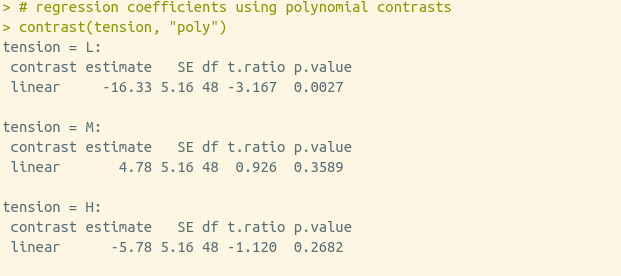 > # regression coefficients using polynomial contrasts
> contrast(tension, "poly")
tension = L:
 contrast estimate   SE df t.ratio p.value
 linear     -16.33 5.16 48 -3.167  0.0027

tension = M:
 contrast estimate   SE df t.ratio p.value
 linear       4.78 5.16 48  0.926  0.3589

tension = H:
 contrast estimate   SE df t.ratio p.value
 linear      -5.78 5.16 48 -1.120  0.2682